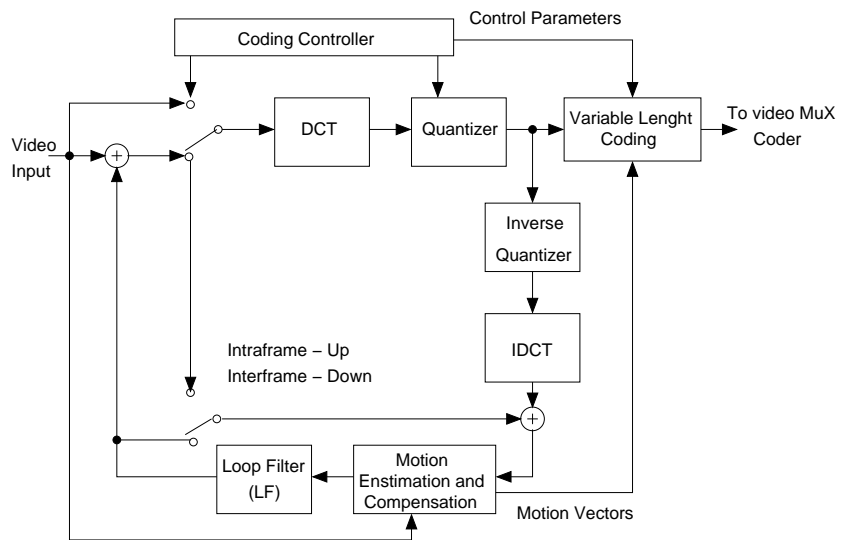 Control Parameters
Coding Controller
DCT
Quantizer
Variable Lenght
Coding
To video MuX
Coder
Video
Input
+
Inverse
Quantizer
IDCT
Intraframe − Up
Interframe − Down
+
Loop Filter
(LF)
Motion
Enstimation and
Compensation
Motion Vectors